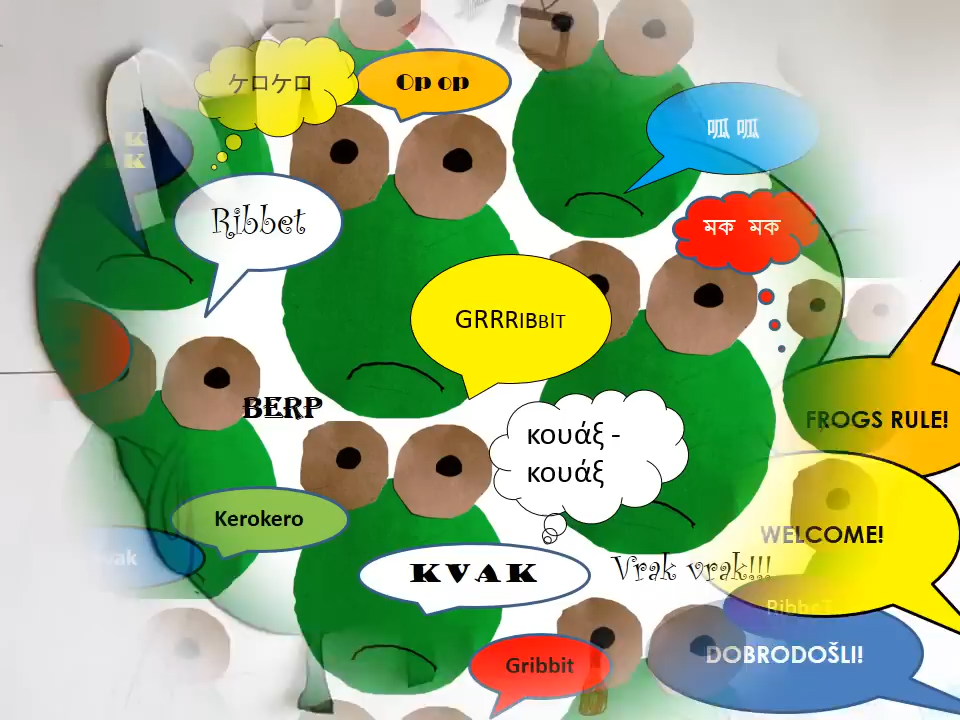 ケロケロ
Op op
呱 呱
K
K
Ribbet
মক মক
GRRRIBBIT
BERP
FROGS RULE!
κουάξ -
κουάξ
Kerokero
WELCOME!
KVAK
Vrak vrak!!!
RibbeT
DOBRODOŠLI!
Gribbit